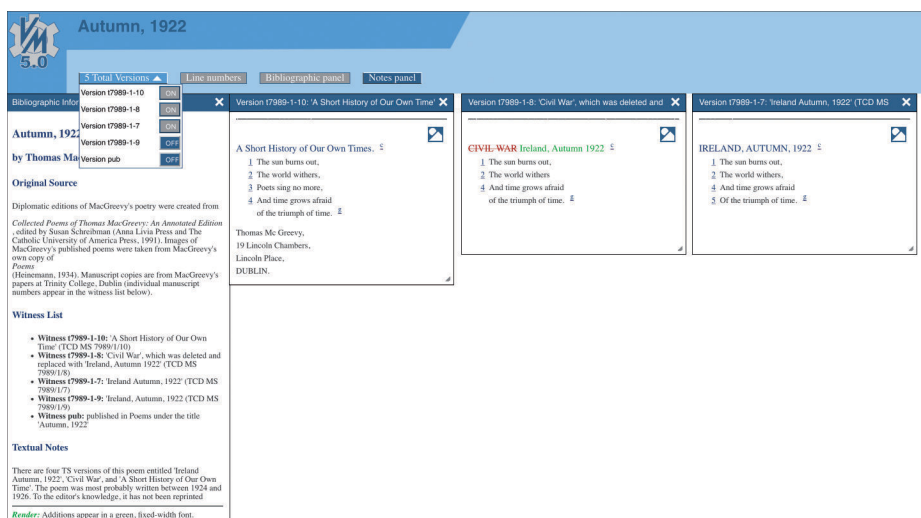 VM
5.0
Autumn, 1922
5 Total Versions ▲
Line numbers
Bibliographic panel
Notes panel
Version t7989-1-10 ON
Version t7989-1-8 ON
Version t7989-1-7 ON
Version t7989-1-9 OFF
Version pub OFF
Bibliographic Infor
Autumn, 1922
by Thomas Ma
Original Source
Diplomatic editions of MacGreevy's poetry were created from
Collected Poems of Thomas MacGreevy: An Annotated Edition
, edited by Susan Schreibman (Anna Livia Press and The
Catholic University of America Press, 1991). Images of
MacGreevy's published poems were taken from MacGreevy's
own copy of
Poems
(Heinemann, 1934). Manuscript copies are from MacGreevy's
papers at Trinity College, Dublin (individual manuscript
numbers appear in the witness list below).
Witness List
• Witness t7989-1-10: 'A Short History of Our Own
Time' (TCD MS 7989/1/10)
• Witness t7989-1-8: 'Civil War', which was deleted and
replaced with 'Ireland, Autumn 1922' (TCD MS
7989/1/8)
• Witness t7989-1-7: 'Ireland Autumn, 1922' (TCD MS
7989/1/7)
• Witness t7989-1-9: 'Ireland, Autumn, 1922 (TCD MS
7989/1/9)
• Witness pub: published in Poems under the title
'Autumn, 1922'
Textual Notes
There are four TS versions of this poem entitled 'Ireland
Autumn, 1922', 'Civil War', and 'A Short History of Our Own
Time'. The poem was most probably written between 1924 and
1926. To the editor's knowledge, it has not been reprinted
Render: Additions appear in a green, fixed-width font.
Version t7989-1-10: 'A Short History of Our Own Time'
A Short History of Our Own Times.
1 The sun burns out,
2 The world withers,
3 Poets sing no more,
4 And time grows afraid
of the triumph of time.
Thomas Mc Greevy,
19 Lincoln Chambers,
Lincoln Place,
DUBLIN.
Version t7989-1-8: 'Civil War', which was deleted and
CIVIL WAR Ireland, Autumn 1922
1 The sun burns out,
2 The world withers
4 And time grows afraid
of the triumph of time.
Version t7989-1-7: 'Ireland Autumn, 1922' (TCD MS
IRELAND, AUTUMN, 1922
1 The sun burns out,
2 The world withers,
4 And time grows afraid
5 Of the triumph of time.